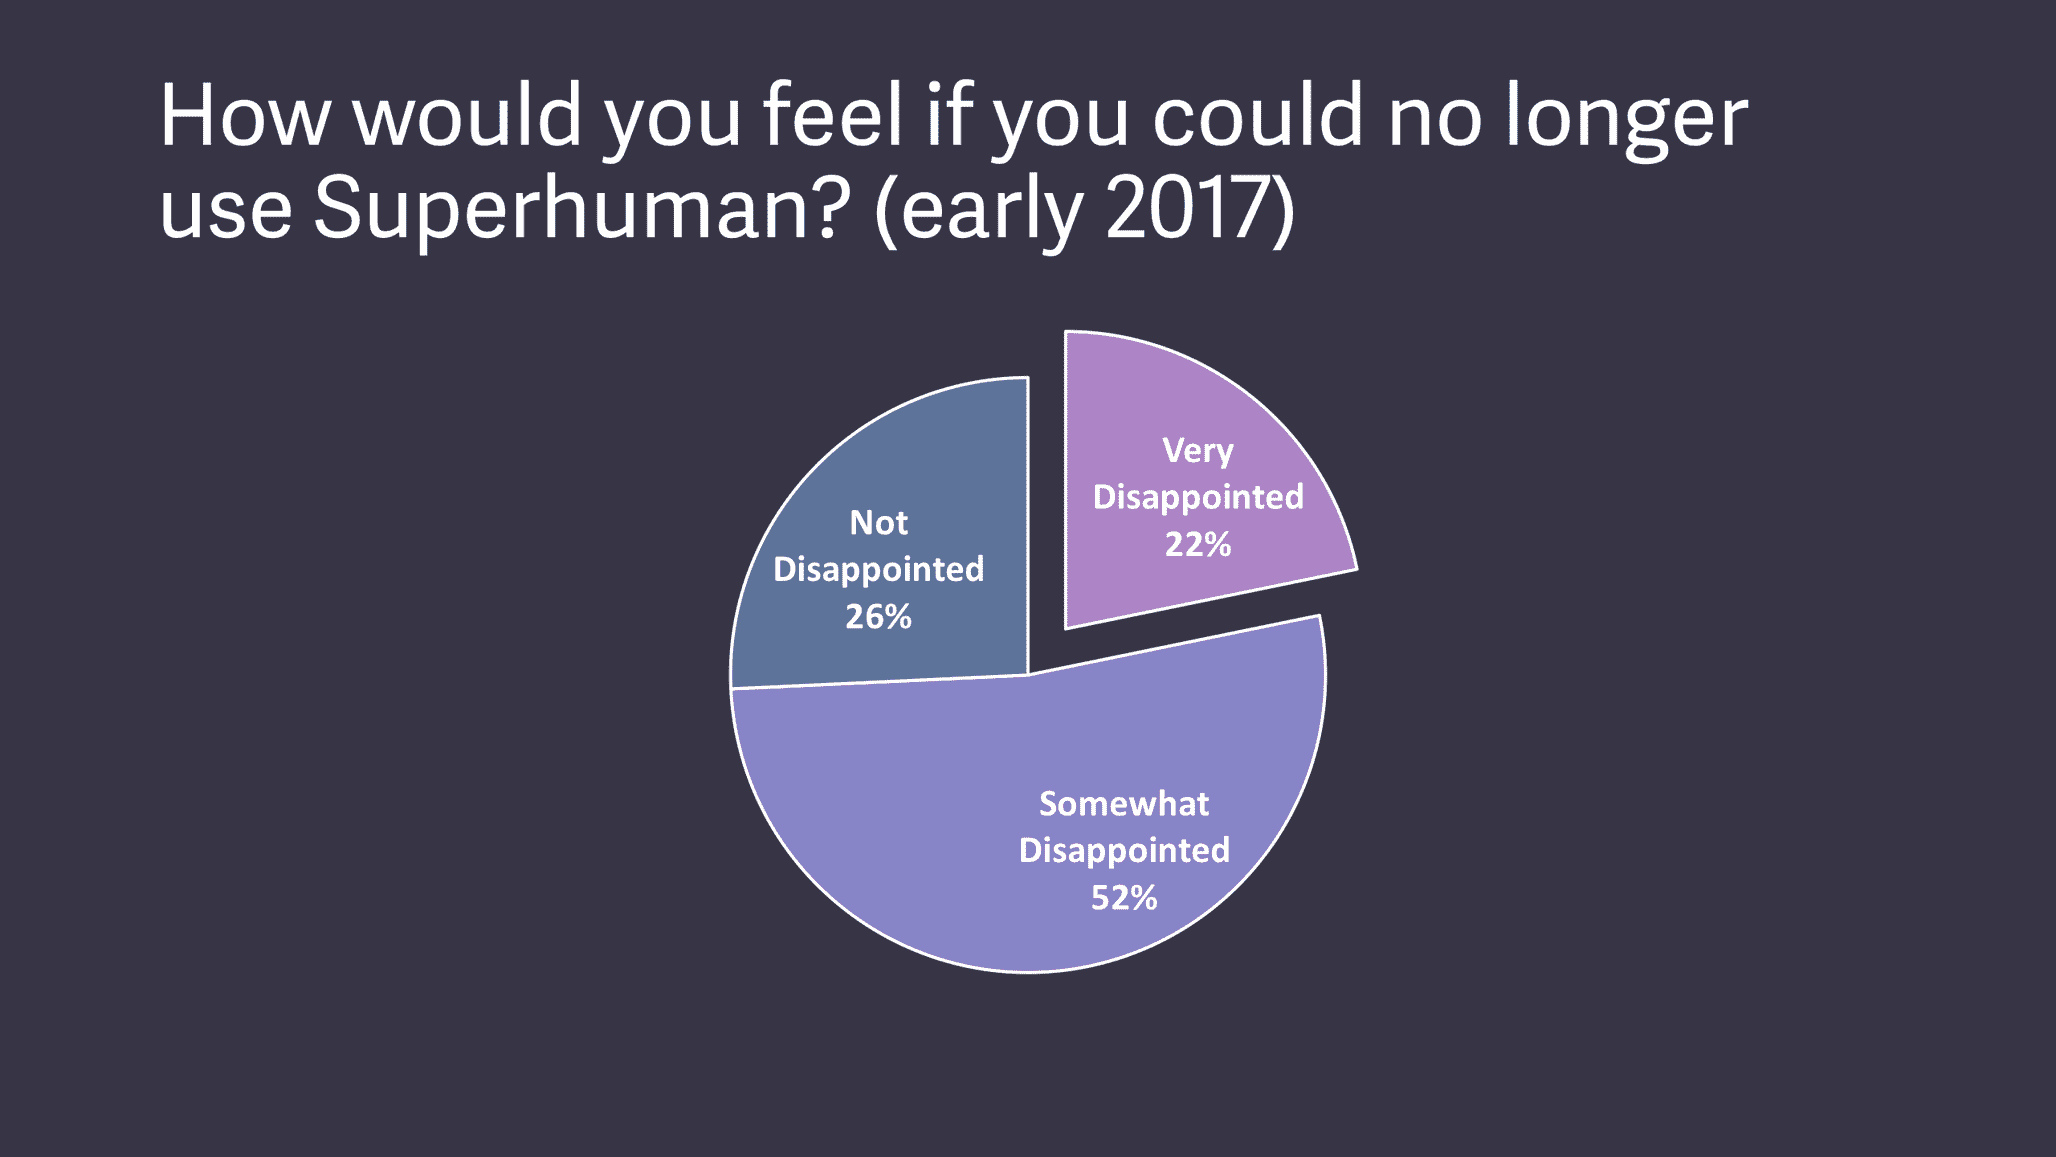 How would you feel if you could no longer
use Superhuman? (early 2017)
Very
Disappointed
22%
Not
Disappointed
26%
Somewhat
Disappointed
52%